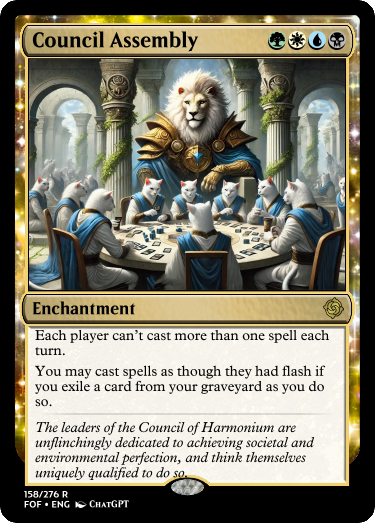 Council Assembly
Enchantment
Each player can't cast more than one spell each
turn.
You may cast spells as though they had flash if
you exile a card from your graveyard as you do
so.
The leaders of the Council of Harmonium are
unflinchingly dedicated to achieving societal and
environmental perfection, and think themselves
uniquely qualified to do so.
158/276 R
FOF • ENG ChatGPT